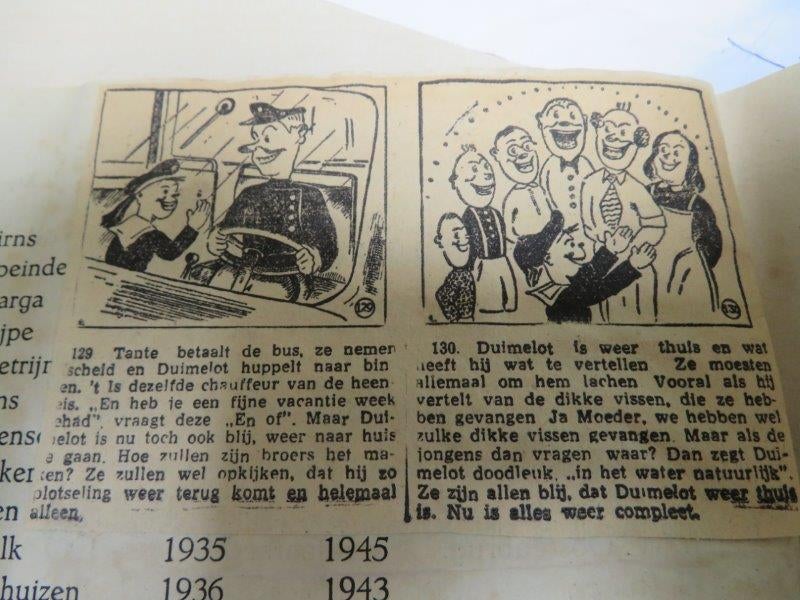 129
130
129 Tante betaalt de bus, ze nemen
scheid en Duimelot huppelt naar bin
en. 't Is dezelfde chauffeur van de heen
eis. „En heb je een fijne vacantie week
ehad", vraagt deze „En of". Maar Dui-
elot is nu toch ook blij, weer naar huis
e gaan. Hoe zullen zijn broers het ma-
ken? Ze zullen wel opkijken, dat hij zo
plotseling weer terug komt en helemaal
alleen.
130. Duimelot is weer thuis en wat
heeft hij wat te vertellen Ze moesten
allemaal om hem lachen Vooral als hij
vertelt van de dikke vissen, die ze heb-
ben gevangen Ja Moeder, we hebben wel
zulke dikke vissen gevangen. Maar als de
jongens dan vragen waar? Dan zegt Dui-
melot doodleuk, „in het water natuurlijk".
Ze zijn allen blij, dat Duimelot weer thuis
is. Nu is alles weer compleet.
irns
peinde
arga
ijpe
etrijr
ns
ens
ker
en
lk 1935 1945
huizen 1936 1943